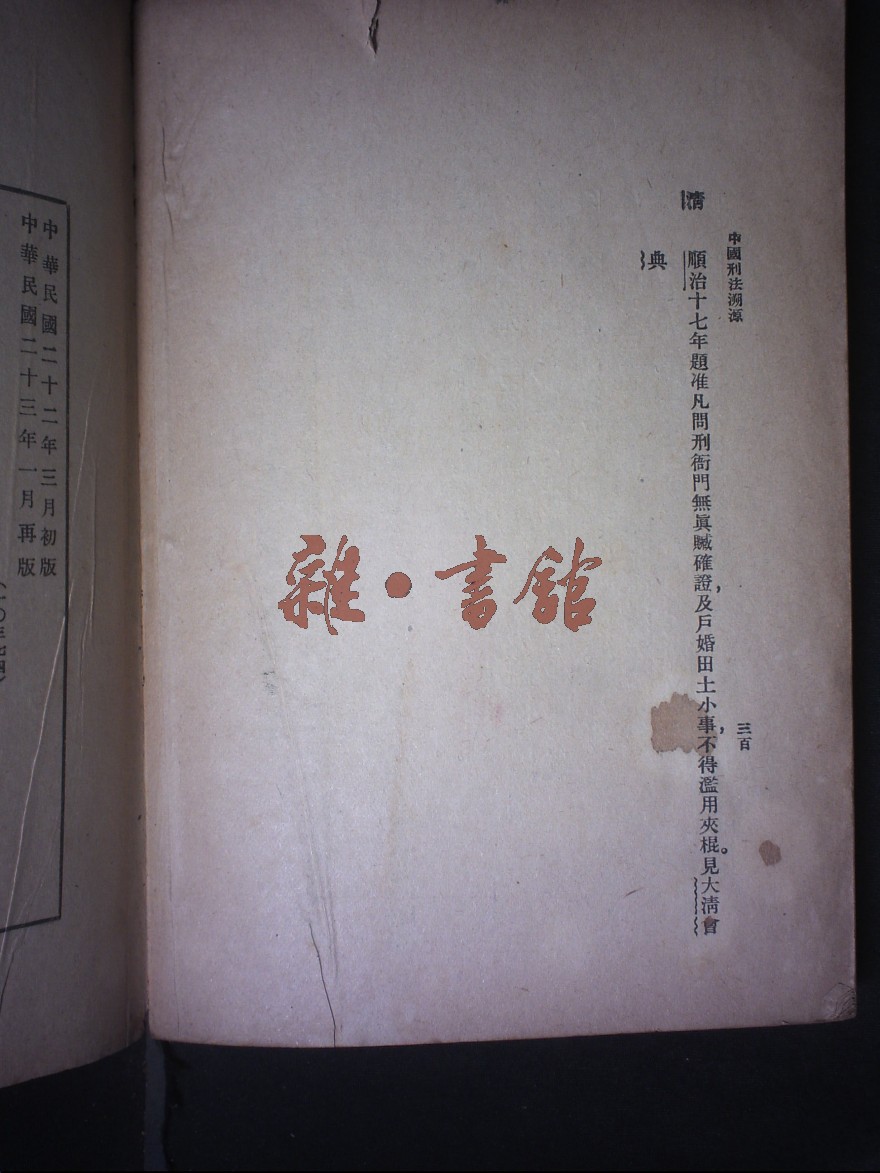 中國刑法溯源
三百
清
順治十七年題准凡問刑衙門無眞贓確證，及戶婚田土小事，不得濫用夾棍。見大清會
典
雜·書館
中華民國二十二年三月初版
中華民國二十三年一月再版